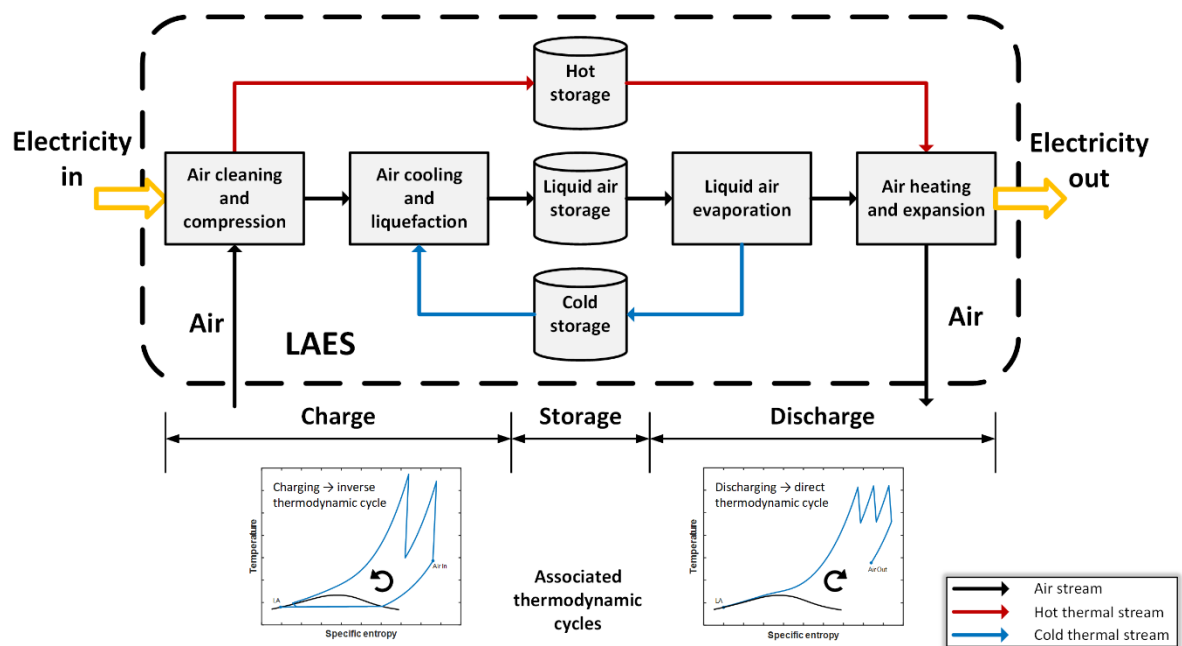 Hot
storage
Electricity
in
Air cleaning
and
compression
Air cooling
and
liquefaction
Liquid air
storage
Liquid air
evaporation
Air heating
and expansion
Electricity
out
Cold
storage
Air
LAES
Air
Charge
Storage
Discharge
Charging → inverse
thermodynamic cycle
Temperature
Air In
LA
Specific entropy
Associated
thermodynamic
cycles
Discharging → direct
thermodynamic cycle
Temperature
Air Out
LA
Specific entropy
Air stream
Hot thermal stream
Cold thermal stream